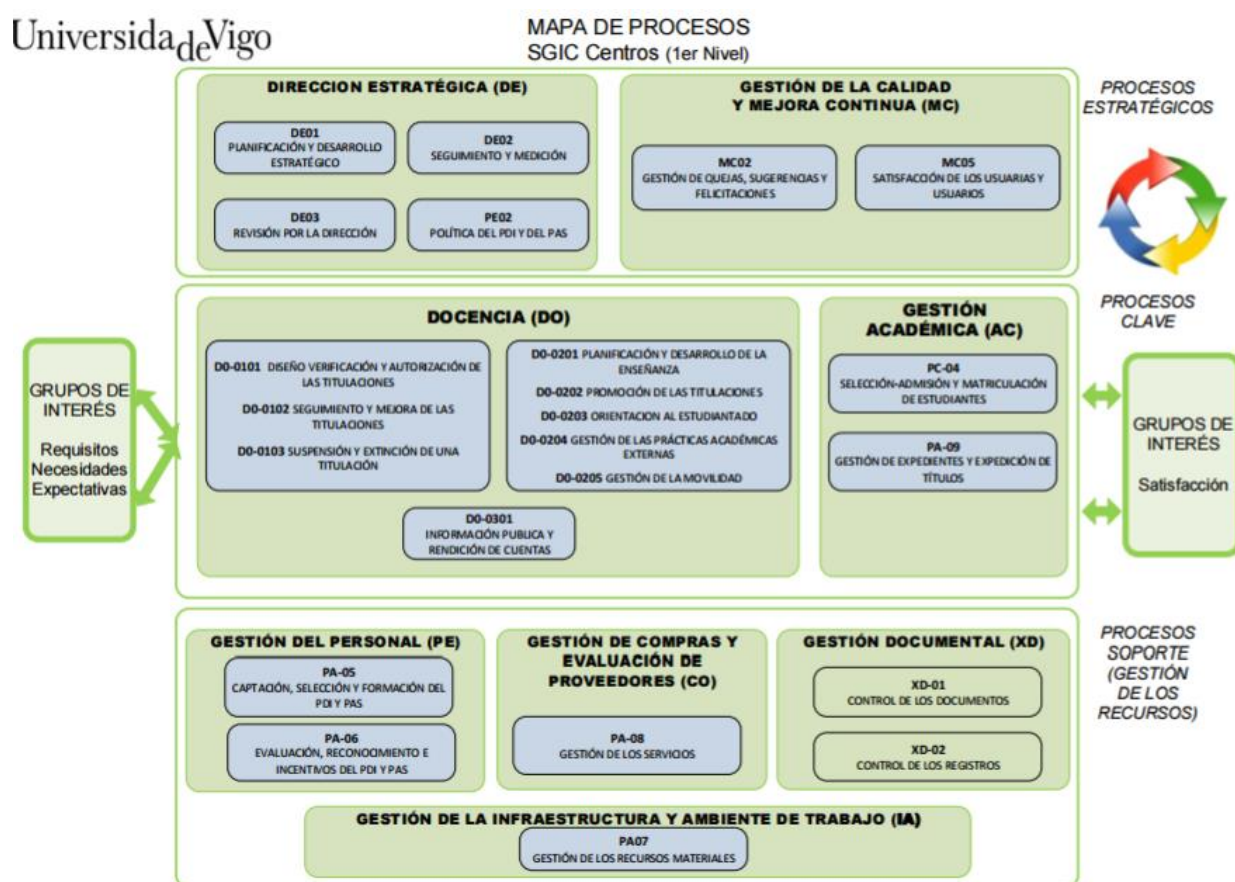 UniversidadeVigo
MAPA DE PROCESOS
SGIC Centros (1er Nivel)
DIRECCION ESTRATÉGICA (DE)
DE01
PLANIFICACIÓN Y DESARROLLO
ESTRATÉGICO
DE02
SEGUIMIENTO Y MEDICIÓN
DE03
REVISIÓN POR LA DIRECCIÓN
PE02
POLÍTICA DEL PDI Y DEL PAS
GESTIÓN DE LA CALIDAD
Y MEJORA CONTINUA (MC)
MC02
GESTIÓN DE QUEJAS, SUGERENCIAS Y
FELICITACIONES
MC05
SATISFACCIÓN DE LOS USUARIAS Y
USUARIOS
PROCESOS
ESTRATÉGICOS
GRUPOS DE
INTERÉS
Requisitos
Necesidades
Expectativas
DOCENCIA (DO)
D0-0101 DISEÑO VERIFICACIÓN Y AUTORIZACIÓN DE
LAS TITULACIONES
D0-0102 SEGUIMIENTO Y MEJORA DE LAS
TITULACIONES
D0-0103 SUSPENSIÓN Y EXTINCIÓN DE UNA
TITULACIÓN
D0-0201 PLANIFICACIÓN Y DESARROLLO DE LA
ENSEÑANZA
D0-0202 PROMOCIÓN DE LAS TITULACIONES
D0-0203 ORIENTACION AL ESTUDIANTADO
D0-0204 GESTIÓN DE LAS PRÁCTICAS ACADÉMICAS
EXTERNAS
D0-0205 GESTIÓN DE LA MOVILIDAD
D0-0301
INFORMACIÓN PUBLICA Y
RENDICIÓN DE CUENTAS
GESTIÓN
ACADÉMICA (AC)
PC-04
SELECCIÓN-ADMISIÓN Y MATRICULACIÓN
DE ESTUDIANTES
PA-09
GESTIÓN DE EXPEDIENTES Y EXPEDICIÓN DE
TÍTULOS
PROCESOS
CLAVE
GRUPOS DE
INTERÉS
Satisfacción
GESTIÓN DEL PERSONAL (PE)
PA-05
CAPTACIÓN, SELECCIÓN Y FORMACIÓN DEL
PDI Y PAS
PA-06
EVALUACIÓN, RECONOCIMIENTO E
INCENTIVOS DEL PDI Y PAS
GESTIÓN DE COMPRAS Y
EVALUACIÓN DE
PROVEEDORES (CO)
PA-08
GESTIÓN DE LOS SERVICIOS
GESTIÓN DOCUMENTAL (XD)
XD-01
CONTROL DE LOS DOCUMENTOS
XD-02
CONTROL DE LOS REGISTROS
PROCESOS
SOPORTE
(GESTIÓN
DE LOS
RECURSOS)
GESTIÓN DE LA INFRAESTRUCTURA Y AMBIENTE DE TRABAJO (IA)
PA07
GESTIÓN DE LOS RECURSOS MATERIALES